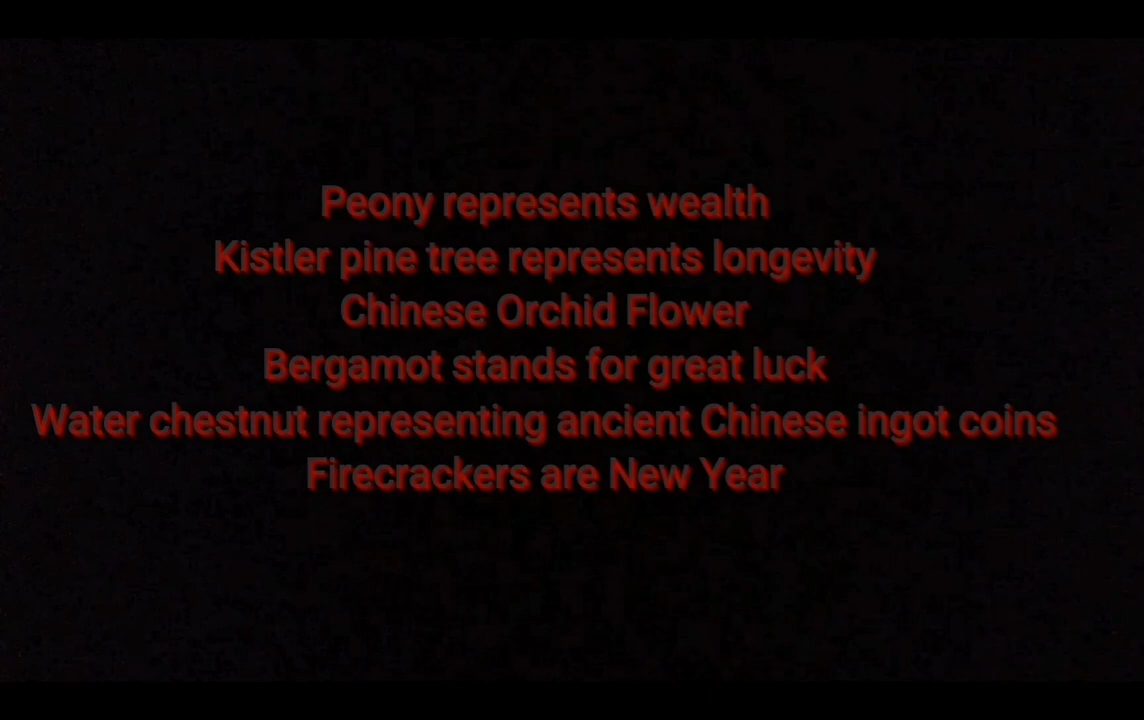 Peony represents wealth
Kistler pine tree represents longevity
Chinese Orchid Flower
Bergamot stands for great luck
Water chestnut representing ancient Chinese ingot coins
Firecrackers are New Year